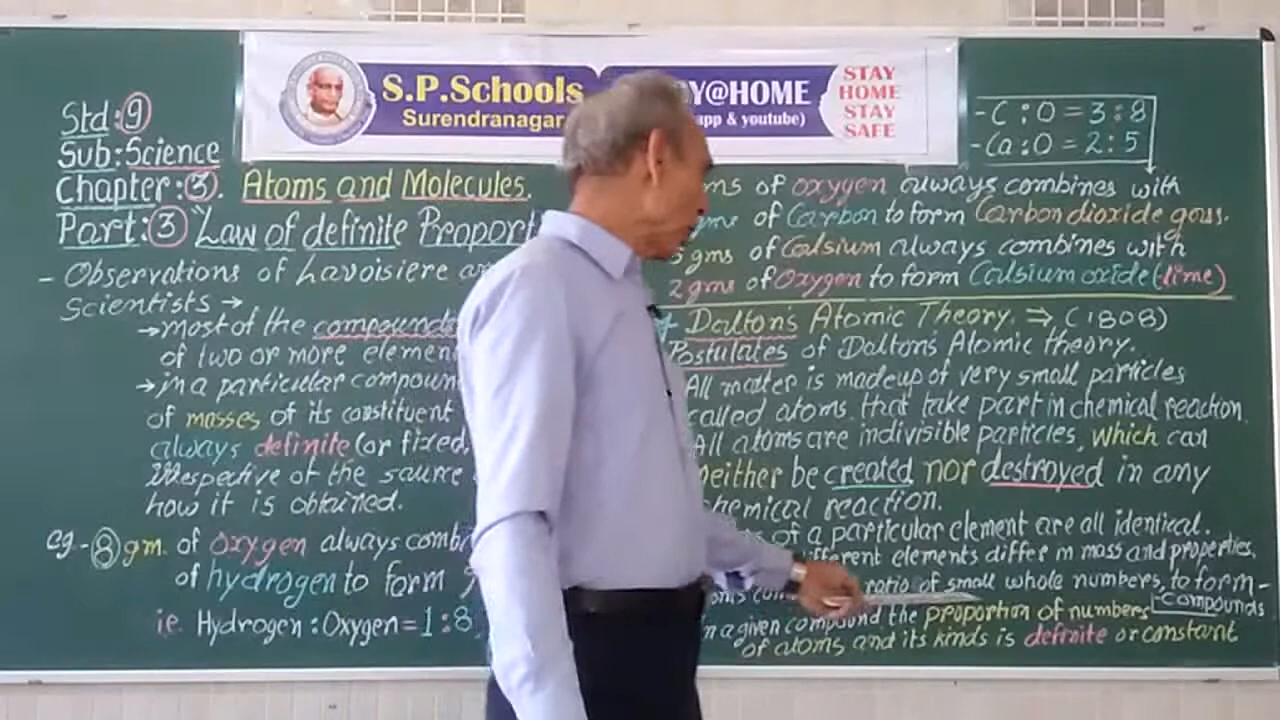 S.P.Schools
Surendranagar
Y@HOME
app & youtube)
STAY
HOME
STAY
SAFE
Std:9
Sub:Science
Chapter:3. Atoms and Molecules.
Part:3 "Law of definite Proport
- Observations of Lavoisiere
Scientists →
→ most of the compounds
of two or more elemen
→ in a particular compoun
of masses of its constituent
always definite (or fixed,
Irrespective of the source
how it is obtained.
eg - 8 gm. of oxygen always combi
of hydrogen to form
ie. Hydrogen : Oxygen = 1:8
- C : O = 3:8
- Ca:O = 2:5
ms of oxygen always combines with
gms of Carbon to form Carbondioxide gas.
5 gms of Calsium always combines with
2 gms of Oxygen to form Calsium oxide (lime)
Dalton's Atomic Theory. ⇒ (1808)
Postulates of Daltons Atomic theory.
All matter is madeup of very small particles
called atoms that take part in chemical reaction
All atoms are indivisible particles, which can
neither be created nor destroyed in any
chemical reaction.
s of a particular element are all identical.
fferent elements differ in mass and properties.
ratio of small whole numbers, to form -
compounds
n a given compound the proportion of numbers
of atoms and its kinds is definite or constant